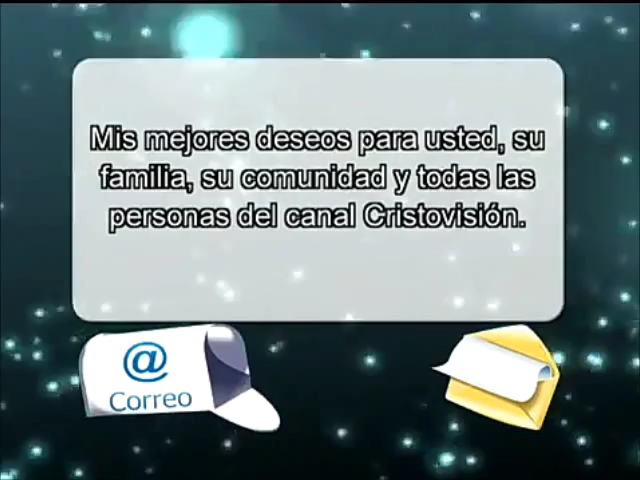 Mis mejores deseos para usted, su
familia, su comunidad y todas las
personas del canal Cristovisión.
@
Correo